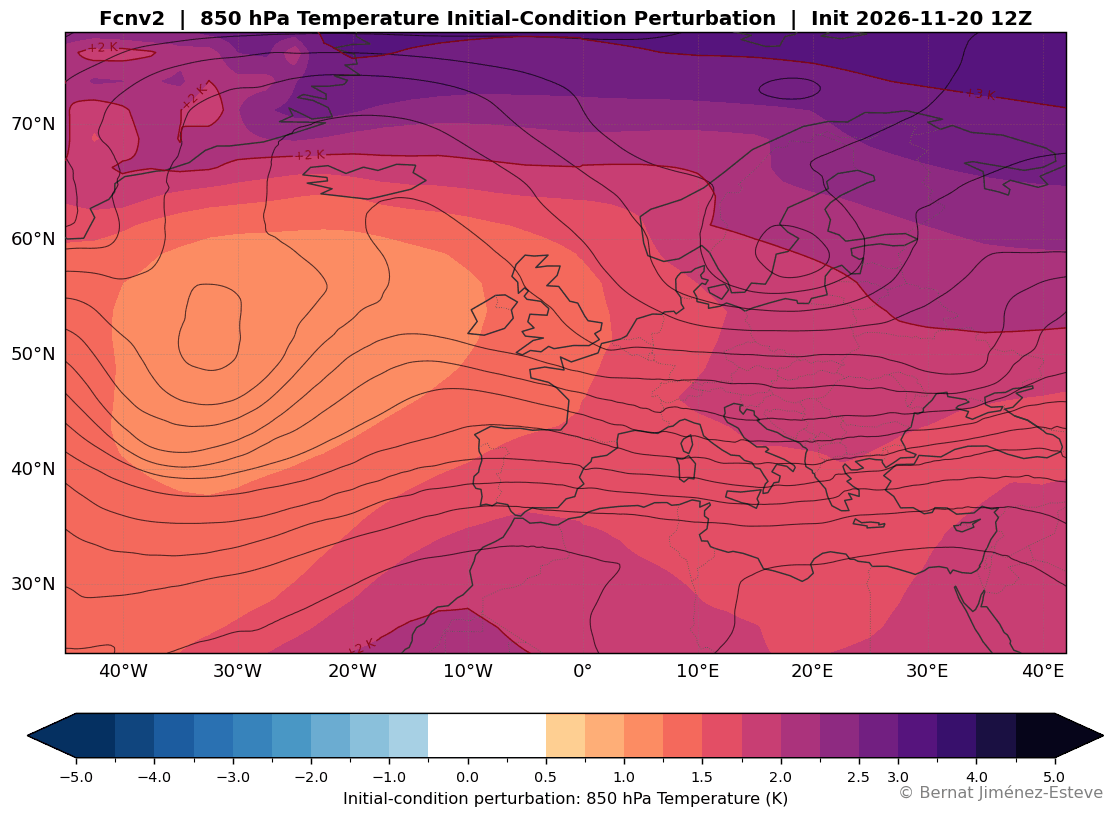 Fcnv2 | 850 hPa Temperature Initial-Condition Perturbation | Init 2026-11-20 12Z
+2 K
+2 K
+3 K
+2 K
+2 K
70°N
60°N
50°N
40°N
30°N
40°W 30°W 20°W 10°W 0° 10°E 20°E 30°E 40°E
−5.0 −4.0 −3.0 −2.0 −1.0 0.0 0.5 1.0 1.5 2.0 2.5 3.0 4.0 5.0
Initial-condition perturbation: 850 hPa Temperature (K)
© Bernat Jiménez-Esteve